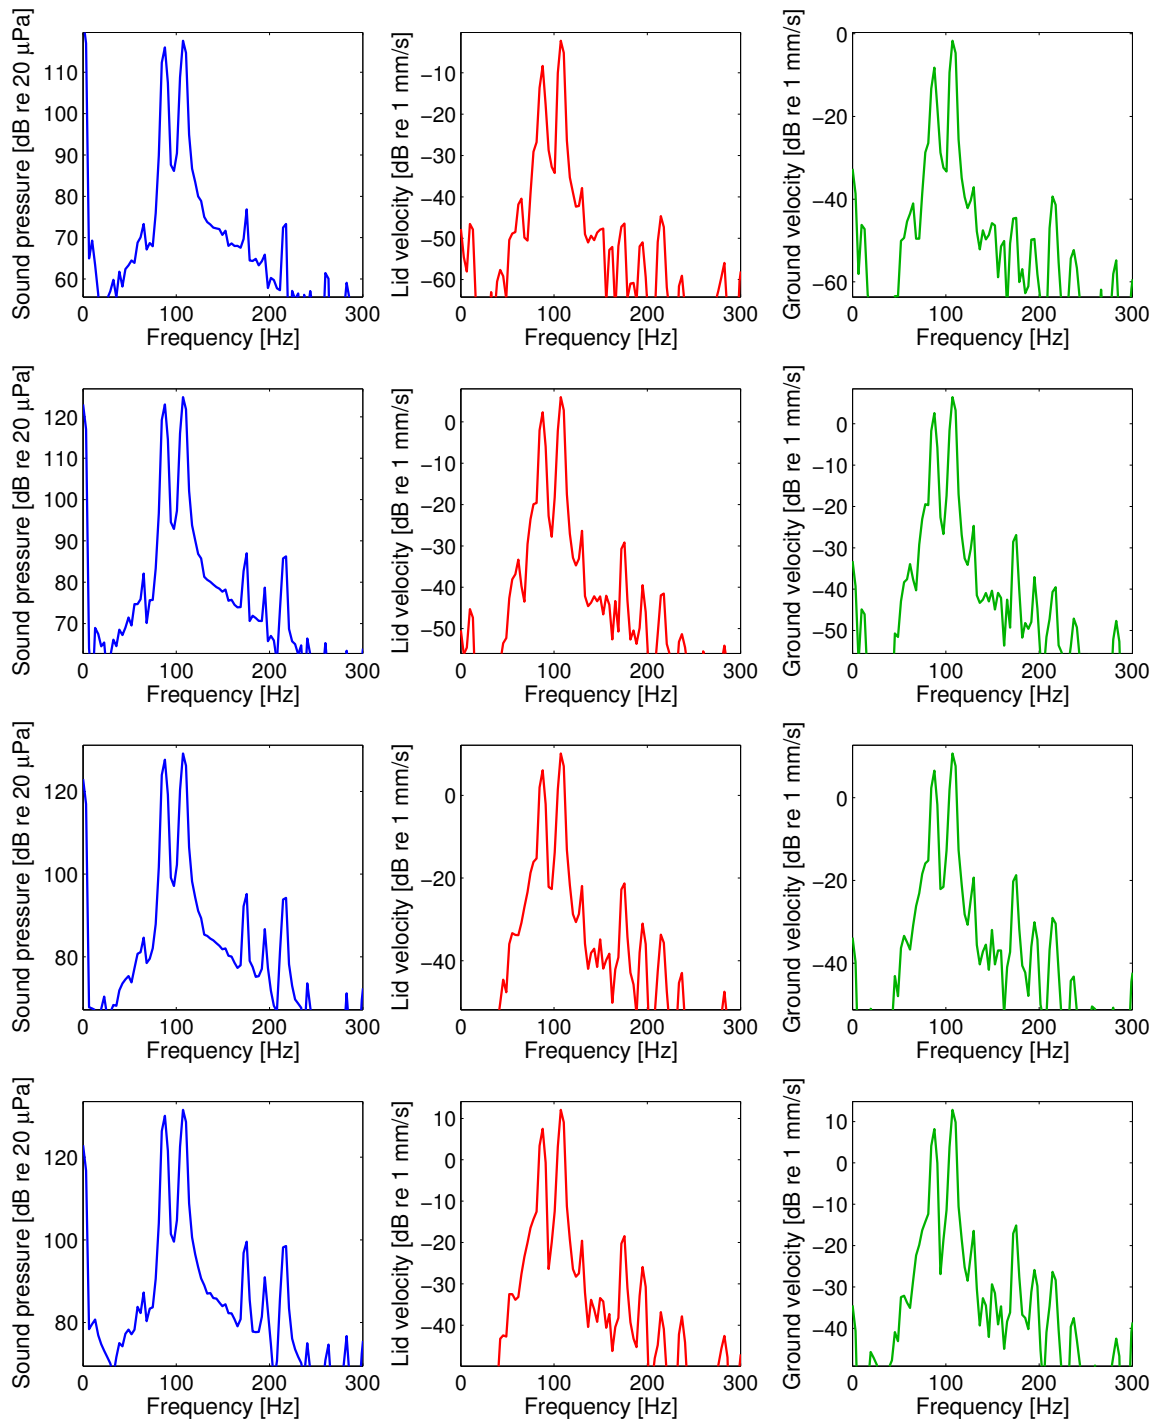 Sound pressure [dB re 20 μPa]
110
100
90
80
70
60
0 100 200 300
Frequency [Hz]
Lid velocity [dB re 1 mm/s]
−10
−20
−30
−40
−50
−60
0 100 200 300
Frequency [Hz]
Ground velocity [dB re 1 mm/s]
0
−20
−40
−60
0 100 200 300
Frequency [Hz]
Sound pressure [dB re 20 μPa]
120
110
100
90
80
70
0 100 200 300
Frequency [Hz]
Lid velocity [dB re 1 mm/s]
0
−10
−20
−30
−40
−50
0 100 200 300
Frequency [Hz]
Ground velocity [dB re 1 mm/s]
0
−10
−20
−30
−40
−50
0 100 200 300
Frequency [Hz]
Sound pressure [dB re 20 μPa]
120
100
80
0 100 200 300
Frequency [Hz]
Lid velocity [dB re 1 mm/s]
0
−20
−40
0 100 200 300
Frequency [Hz]
Ground velocity [dB re 1 mm/s]
0
−20
−40
0 100 200 300
Frequency [Hz]
Sound pressure [dB re 20 μPa]
120
100
80
0 100 200 300
Frequency [Hz]
Lid velocity [dB re 1 mm/s]
10
0
−10
−20
−30
−40
0 100 200 300
Frequency [Hz]
Ground velocity [dB re 1 mm/s]
10
0
−10
−20
−30
−40
0 100 200 300
Frequency [Hz]